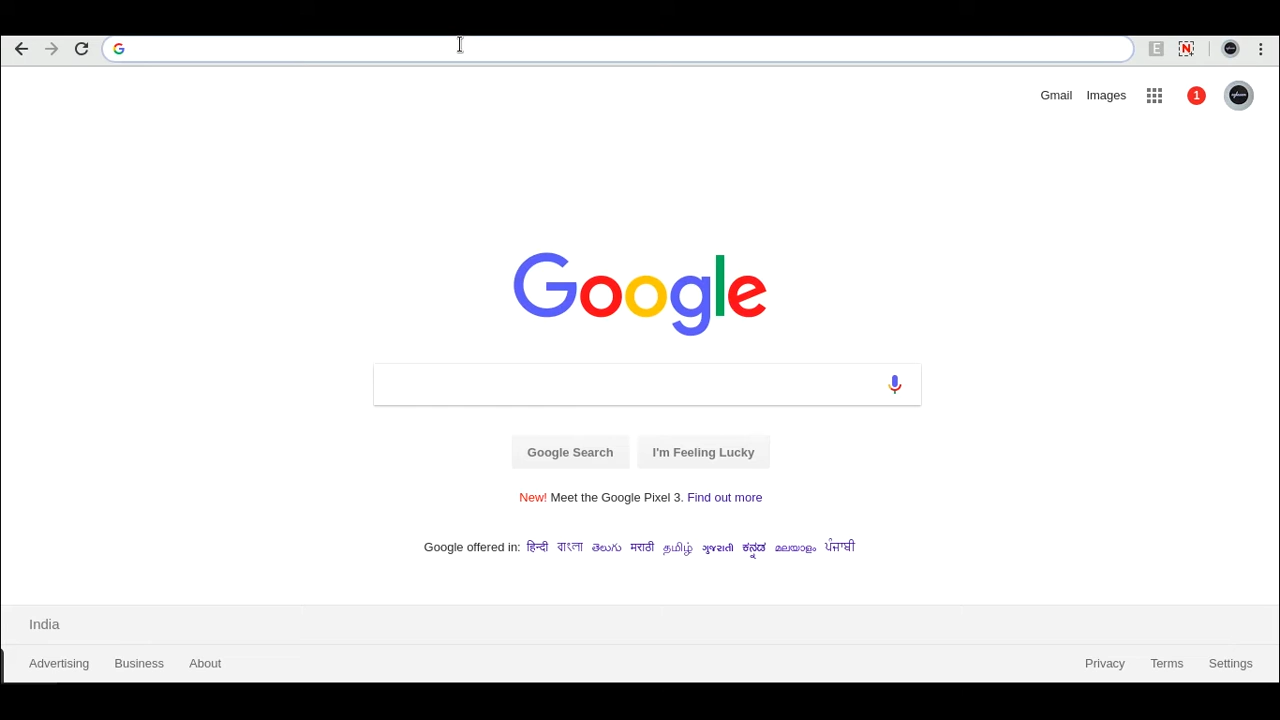 Gmail Images 1
Google
Google Search I'm Feeling Lucky
New! Meet the Google Pixel 3. Find out more
Google offered in: हिन्दी বাংলা తెలుగు मराठी தமிழ் ગુજરાતી ಕನ್ನಡ മലയാളം ਪੰਜਾਬੀ
India
Advertising Business About Privacy Terms Settings